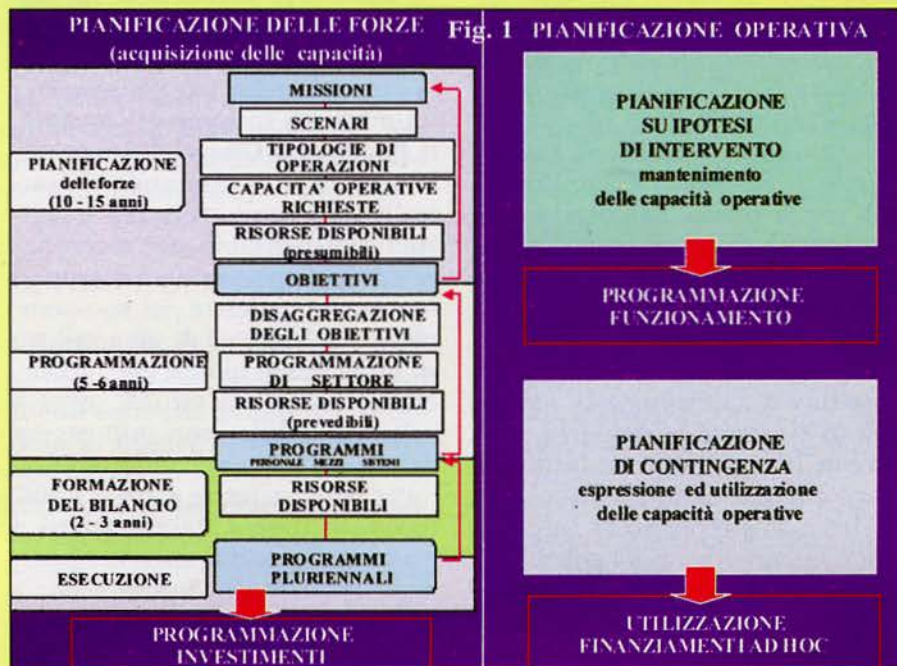 Fig. 1
PIANIFICAZIONE DELLE FORZE
(acquisizione delle capacità)
MISSIONI
SCENARI
TIPOLOGIE DI
OPERAZIONI
CAPACITA' OPERATIVE
RICHIESTE
RISORSE DISPONIBILI
(presumibili)
OBIETTIVI
PIANIFICAZIONE
delle forze
(10 - 15 anni)
DISAGGREGAZIONE
DEGLI OBIETTIVI
PROGRAMMAZIONE
DI SETTORE
RISORSE DISPONIBILI
(prevedibili)
PROGRAMMI
PERSONALE MEZZI SISTEMI
PROGRAMMAZIONE
(5 -6 anni)
RISORSE
DISPONIBILI
FORMAZIONE
DEL BILANCIO
(2 - 3 anni)
PROGRAMMI
PLURIENNALI
ESECUZIONE
PROGRAMMAZIONE
INVESTIMENTI
PIANIFICAZIONE OPERATIVA
PIANIFICAZIONE
SU IPOTESI
DI INTERVENTO
mantenimento
delle capacità operative
PROGRAMMAZIONE
FUNZIONAMENTO
PIANIFICAZIONE
DI CONTINGENZA
espressione ed utilizzazione
delle capacità operative
UTILIZZAZIONE
FINANZIAMENTI AD HOC